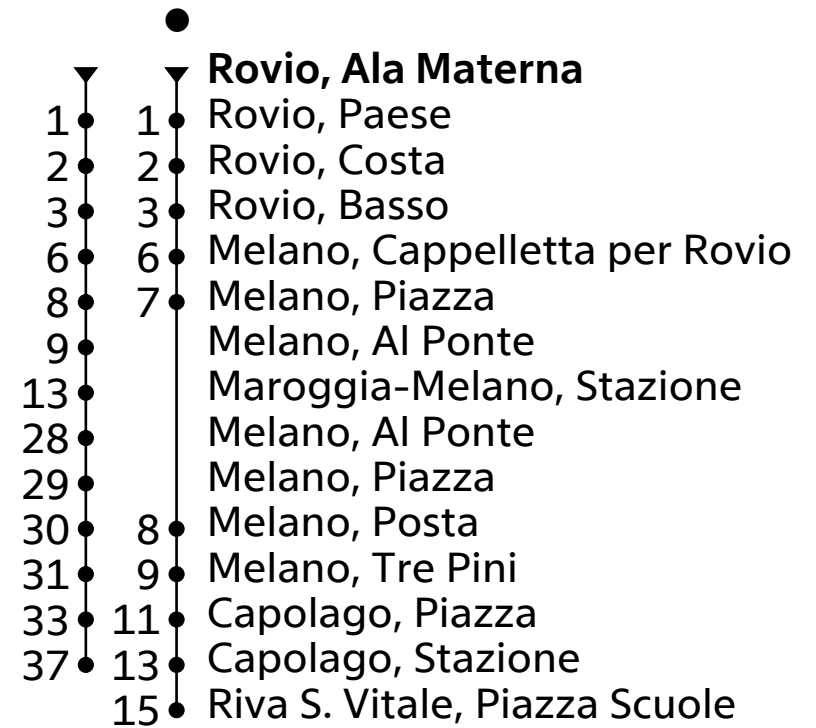 Rovio, Ala Materna
1 1 Rovio, Paese
2 2 Rovio, Costa
3 3 Rovio, Basso
6 6 Melano, Cappelletta per Rovio
8 7 Melano, Piazza
9 Melano, Al Ponte
13 Maroggia-Melano, Stazione
28 Melano, Al Ponte
29 Melano, Piazza
30 8 Melano, Posta
31 9 Melano, Tre Pini
33 11 Capolago, Piazza
37 13 Capolago, Stazione
15 Riva S. Vitale, Piazza Scuole